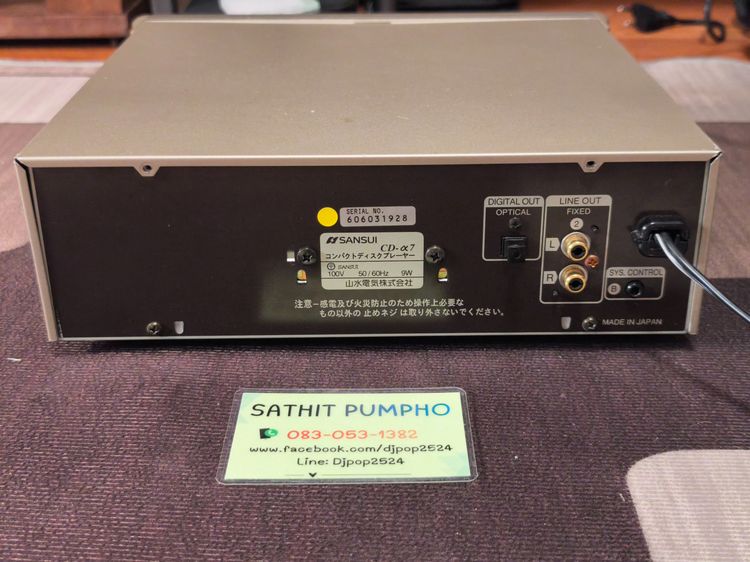 SERIAL NO.
606031928
SANSUI
CD-α7
コンパクトディスクプレーヤー
SANSUI
100V 50/60Hz 9W
山水電気株式会社
注意−感電及び火災防止のため操作上必要な
もの以外の 止めネジ は取り外さないでください。
DIGITAL OUT
OPTICAL
LINE OUT
FIXED
2
L
R
SYS. CONTROL
B
MADE IN JAPAN
SATHIT PUMPHO
083-053-1382
www.facebook.com/djpop2524
Line: Djpop2524